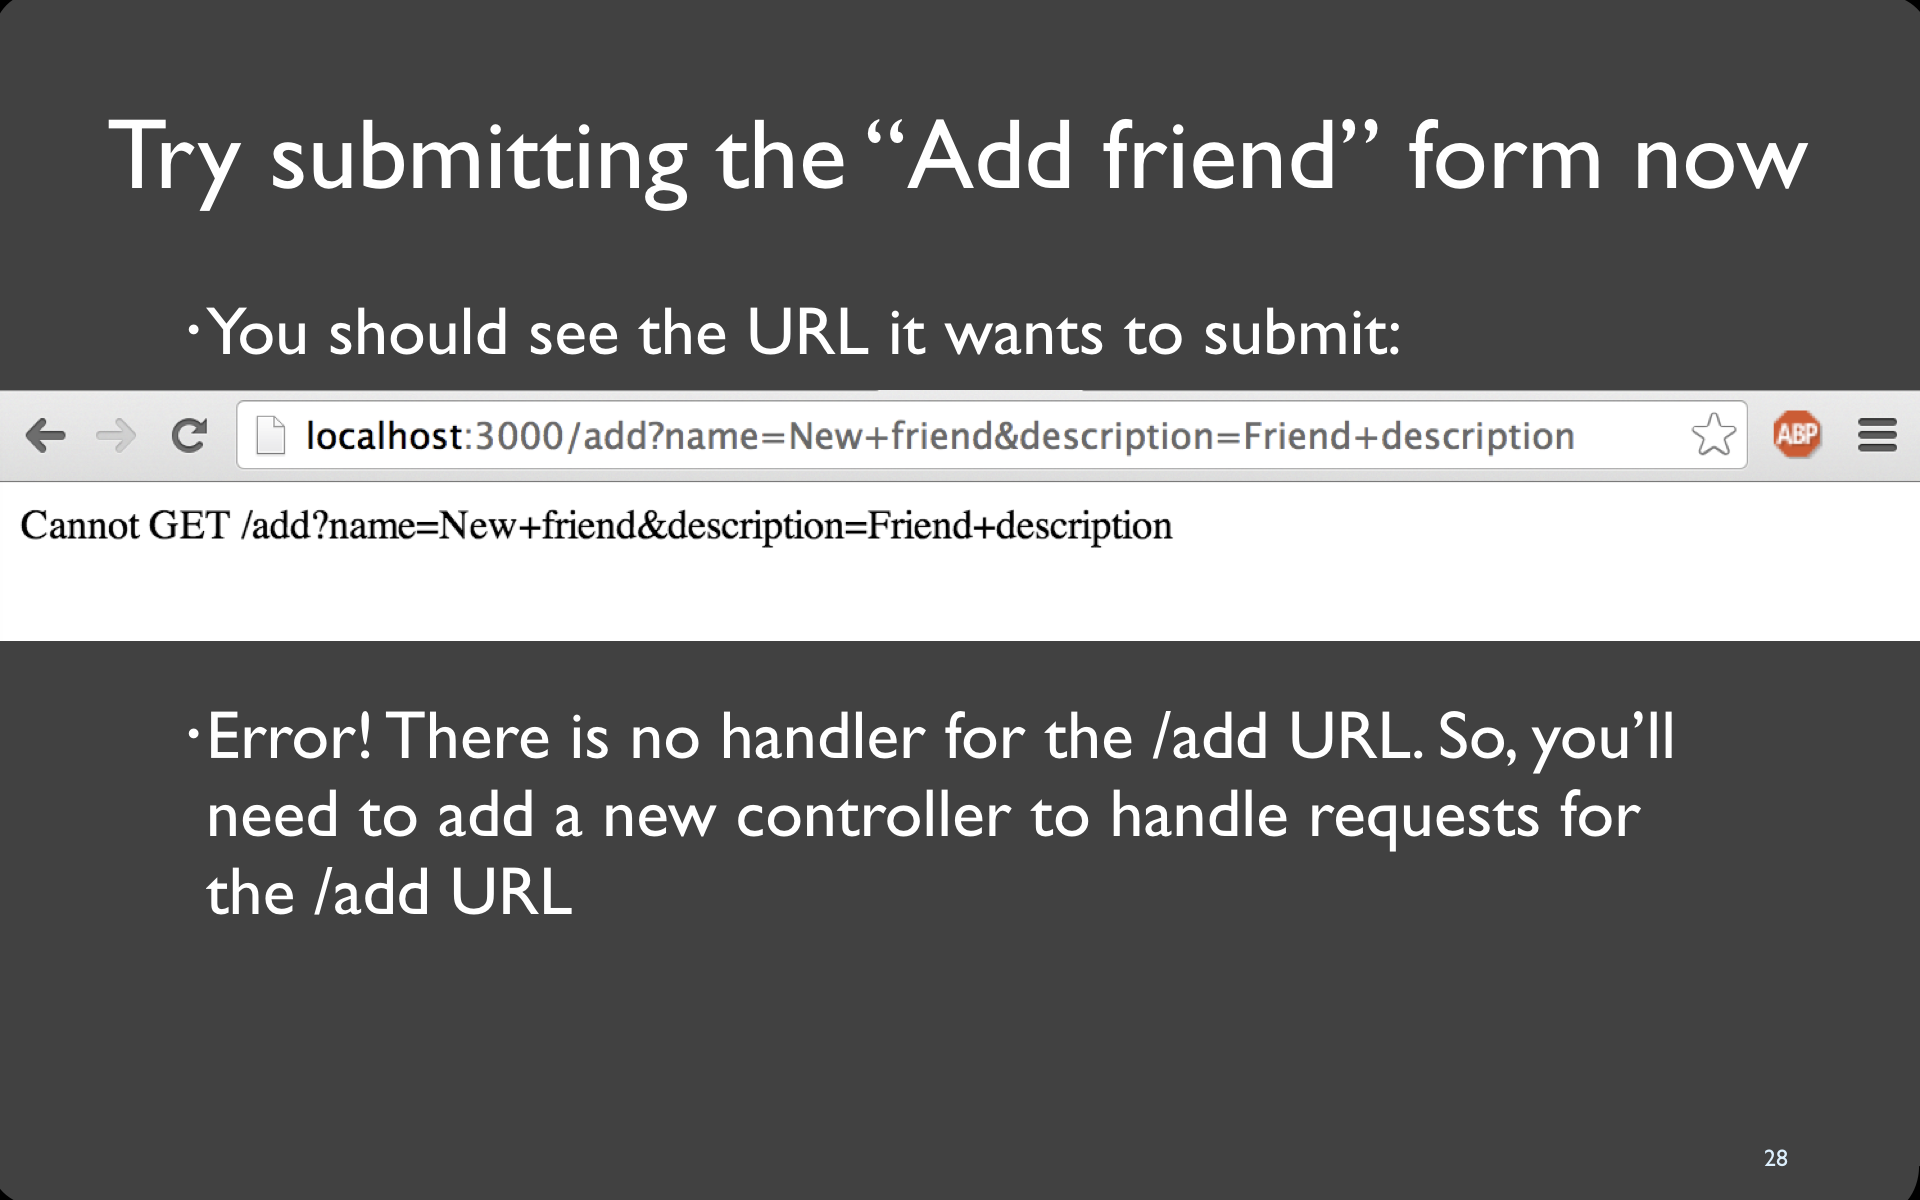 Try submitting the “Add friend” form now
• You should see the URL it wants to submit:
localhost:3000/add?name=New+friend&description=Friend+description
ABP
Cannot GET /add?name=New+friend&description=Friend+description
• Error! There is no handler for the /add URL. So, you’ll
need to add a new controller to handle requests for
the /add URL
28